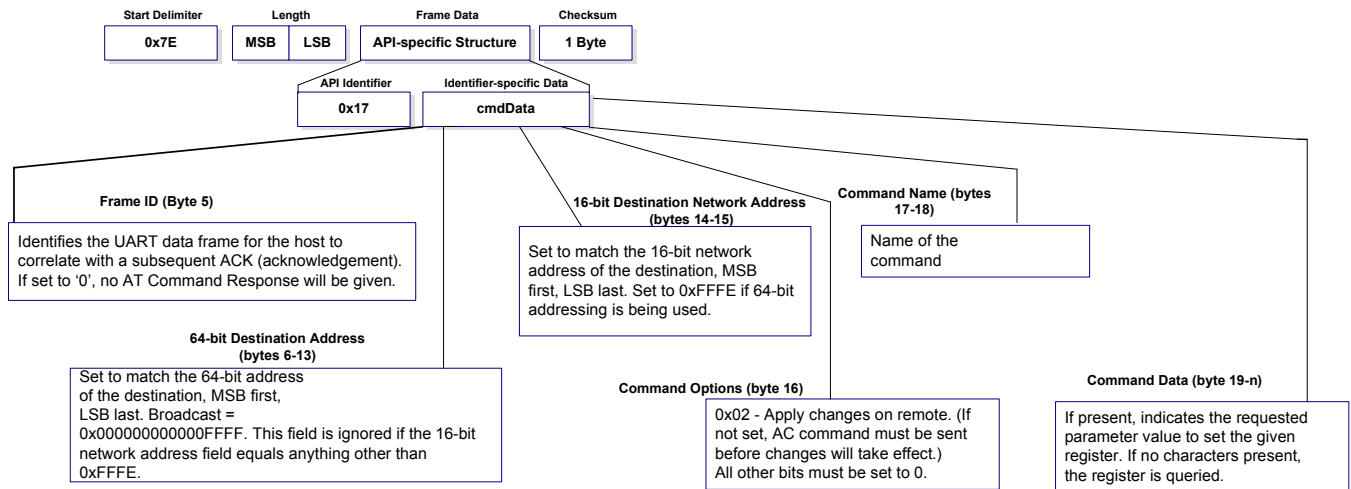 Start Delimiter
Length
Frame Data
Checksum
0x7E
MSB
LSB
API-specific Structure
1 Byte
API Identifier
Identifier-specific Data
0x17
cmdData
Frame ID (Byte 5)
Identifies the UART data frame for the host to
correlate with a subsequent ACK (acknowledgement).
If set to ‘0’, no AT Command Response will be given.
16-bit Destination Network Address
(bytes 14-15)
Set to match the 16-bit network
address of the destination, MSB
first, LSB last. Set to 0xFFFE if 64-bit
addressing is being used.
Command Name (bytes
17-18)
Name of the
command
64-bit Destination Address
(bytes 6-13)
Set to match the 64-bit address
of the destination, MSB first,
LSB last. Broadcast =
0x000000000000FFFF. This field is ignored if the 16-bit
network address field equals anything other than
0xFFFE.
Command Options (byte 16)
0x02 - Apply changes on remote. (If
not set, AC command must be sent
before changes will take effect.)
All other bits must be set to 0.
Command Data (byte 19-n)
If present, indicates the requested
parameter value to set the given
register. If no characters present,
the register is queried.